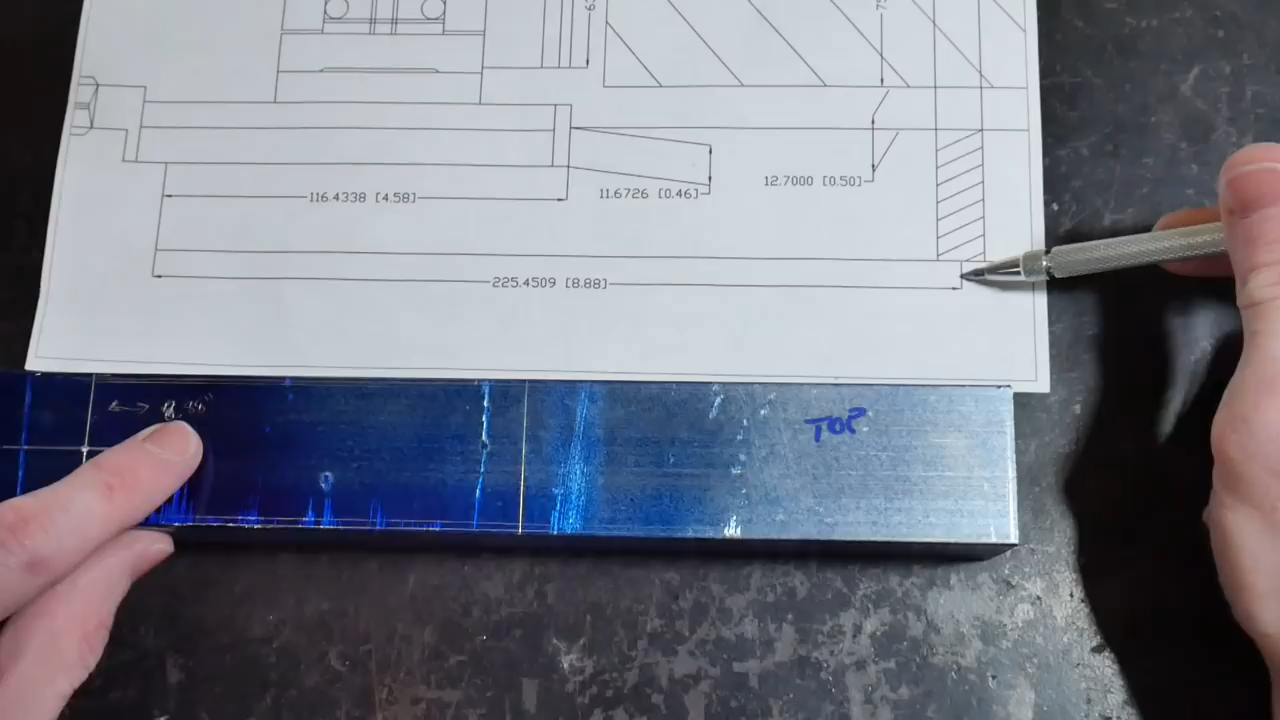 116.4338 [4.58]
11.6726 [0.46]
12.7000 [0.50]
225.4509 [8.88]
TOP